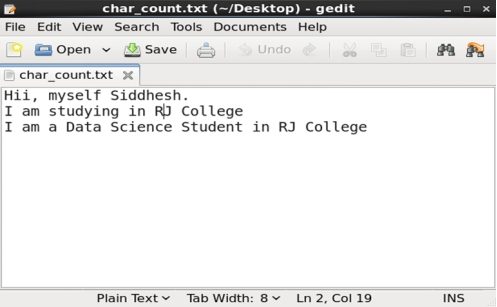 char_count.txt (~/Desktop) - gedit
File Edit View Search Tools Documents Help
Open Save Undo
char_count.txt
Hii, myself Siddhesh.
I am studying in RJ College
I am a Data Science Student in RJ College
Plain Text Tab Width: 8 Ln 2, Col 19 INS